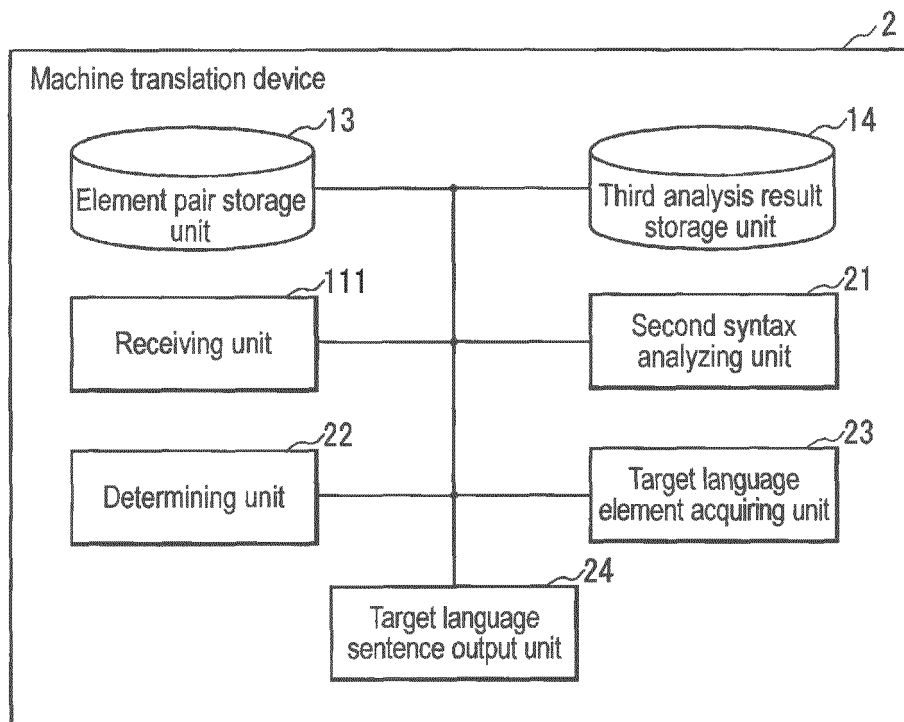 2
Machine translation device
13
Element pair storage
unit
14
Third analysis result
storage unit
111
Receiving unit
21
Second syntax
analyzing unit
22
Determining unit
23
Target language
element acquiring unit
24
Target language
sentence output unit